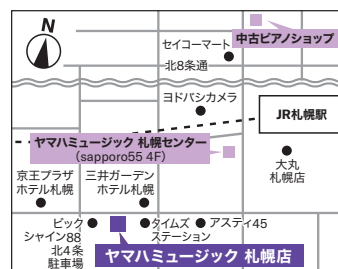 N
中古ピアノショップ
セイコーマート
北8条通
ヨドバシカメラ
JR札幌駅
ヤマハミュージック 札幌センター
(sapporo55 4F)
大丸
札幌店
京王プラザ
ホテル札幌
三井ガーデン
ホテル札幌
ビック
シャイン88
北4条
駐車場
タイムズ
ステーション
アスティ45
ヤマハミュージック 札幌店